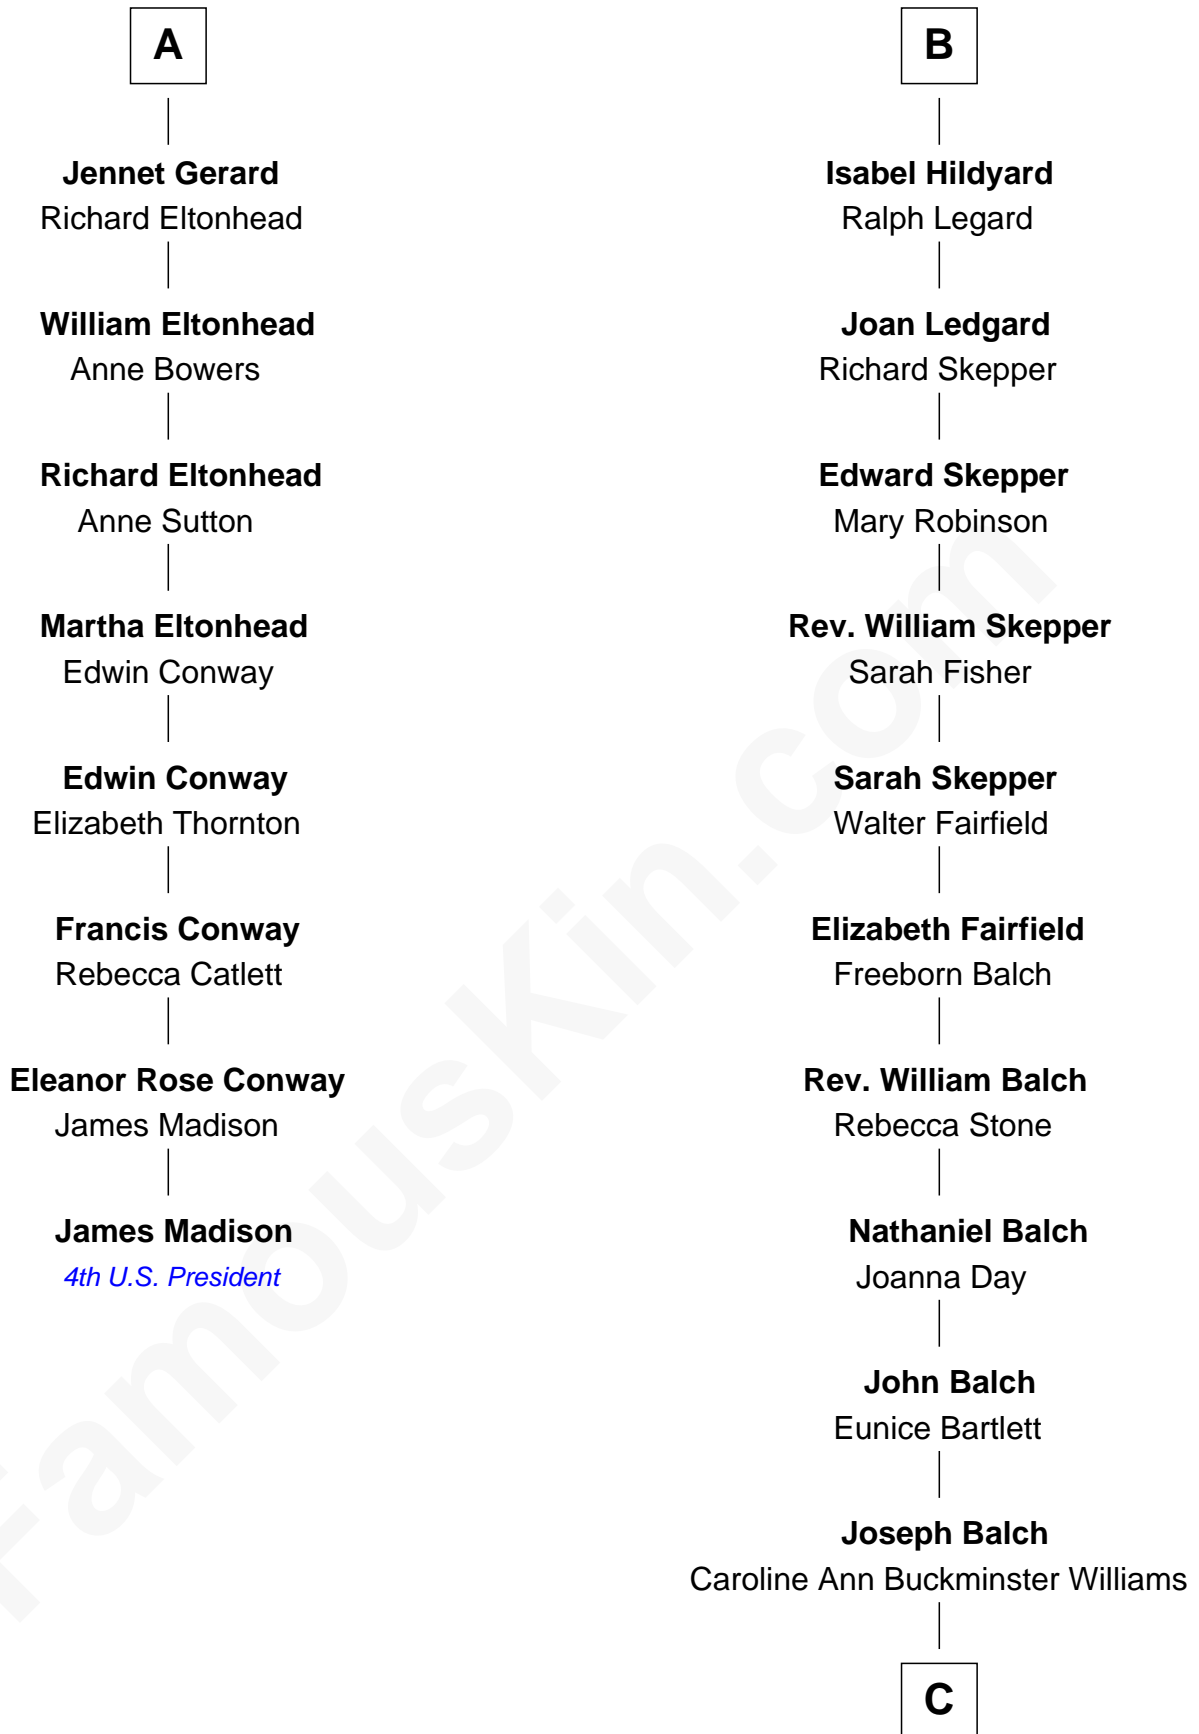 A
Jennet Gerard
Richard Eltonhead
William Eltonhead
Anne Bowers
Richard Eltonhead
Anne Sutton
Martha Eltonhead
Edwin Conway
Edwin Conway
Elizabeth Thornton
Francis Conway
Rebecca Catlett
Eleanor Rose Conway
James Madison
James Madison
4th U.S. President
B
Isabel Hildyard
Ralph Legard
Joan Ledgard
Richard Skepper
Edward Skepper
Mary Robinson
Rev. William Skepper
Sarah Fisher
Sarah Skepper
Walter Fairfield
Elizabeth Fairfield
Freeborn Balch
Rev. William Balch
Rebecca Stone
Nathaniel Balch
Joanna Day
John Balch
Eunice Bartlett
Joseph Balch
Caroline Ann Buckminster Williams
C
FamousKin.com